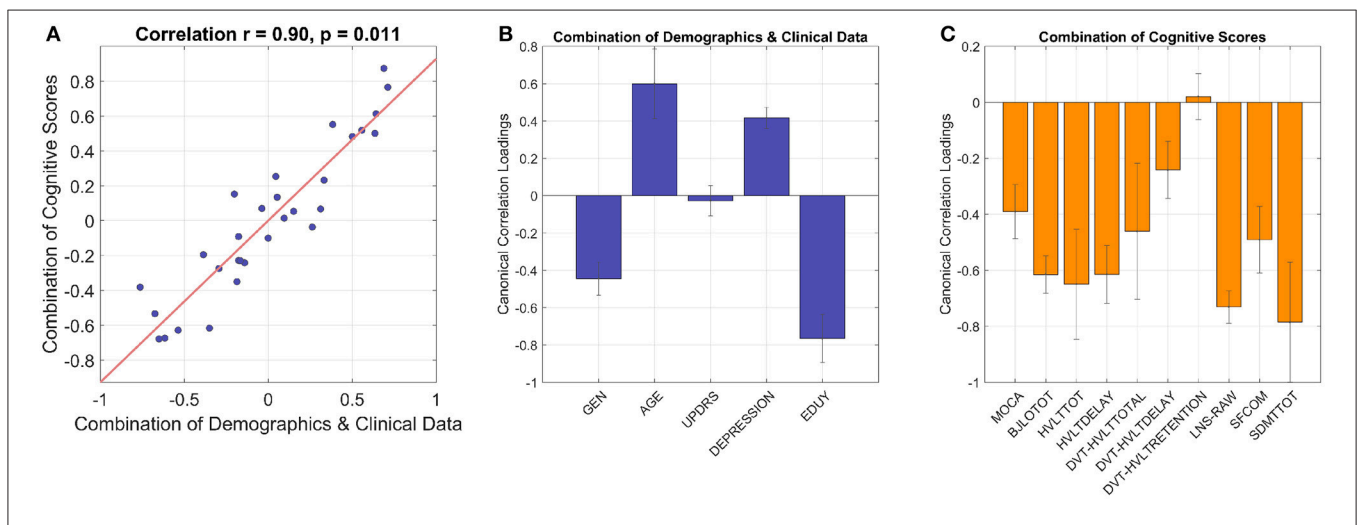 A
Correlation r = 0.90, p = 0.011
Combination of Cognitive Scores
0.8
0.6
0.4
0.2
0
-0.2
-0.4
-0.6
-0.8
-1
-0.5
0
0.5
1
Combination of Demographics & Clinical Data
B
Combination of Demographics & Clinical Data
Canonical Correlation Loadings
0.8
0.6
0.4
0.2
0
-0.2
-0.4
-0.6
-0.8
-1
GEN
AGE
UPDRS
DEPRESSION
EDUY
C
Combination of Cognitive Scores
Canonical Correlation Loadings
0.2
0
-0.2
-0.4
-0.6
-0.8
-1
MOCA
BJLOTOT
HVLTTOT
HVLTDELAY
DVT-HVLTTOTAL
DVT-HVLTDELAY
DVT-HVLTRETENTION
LNS-RAW
SFCOM
SDMTTOT